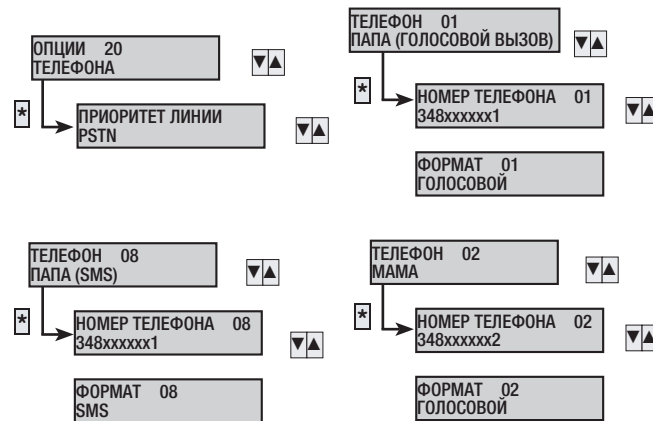 ОПЦИИ 20
ТЕЛЕФОНА
▼▲
*
ПРИОРИТЕТ ЛИНИИ
PSTN
▼▲
ТЕЛЕФОН 01
ПАПА (ГОЛОСОВОЙ ВЫЗОВ)
▼▲
*
НОМЕР ТЕЛЕФОНА 01
348xxxxxx1
▼▲
ФОРМАТ 01
ГОЛОСОВОЙ
ТЕЛЕФОН 08
ПАПА (SMS)
▼▲
*
НОМЕР ТЕЛЕФОНА 08
348xxxxxx1
▼▲
ФОРМАТ 08
SMS
ТЕЛЕФОН 02
МАМА
▼▲
*
НОМЕР ТЕЛЕФОНА 02
348xxxxxx2
▼▲
ФОРМАТ 02
ГОЛОСОВОЙ